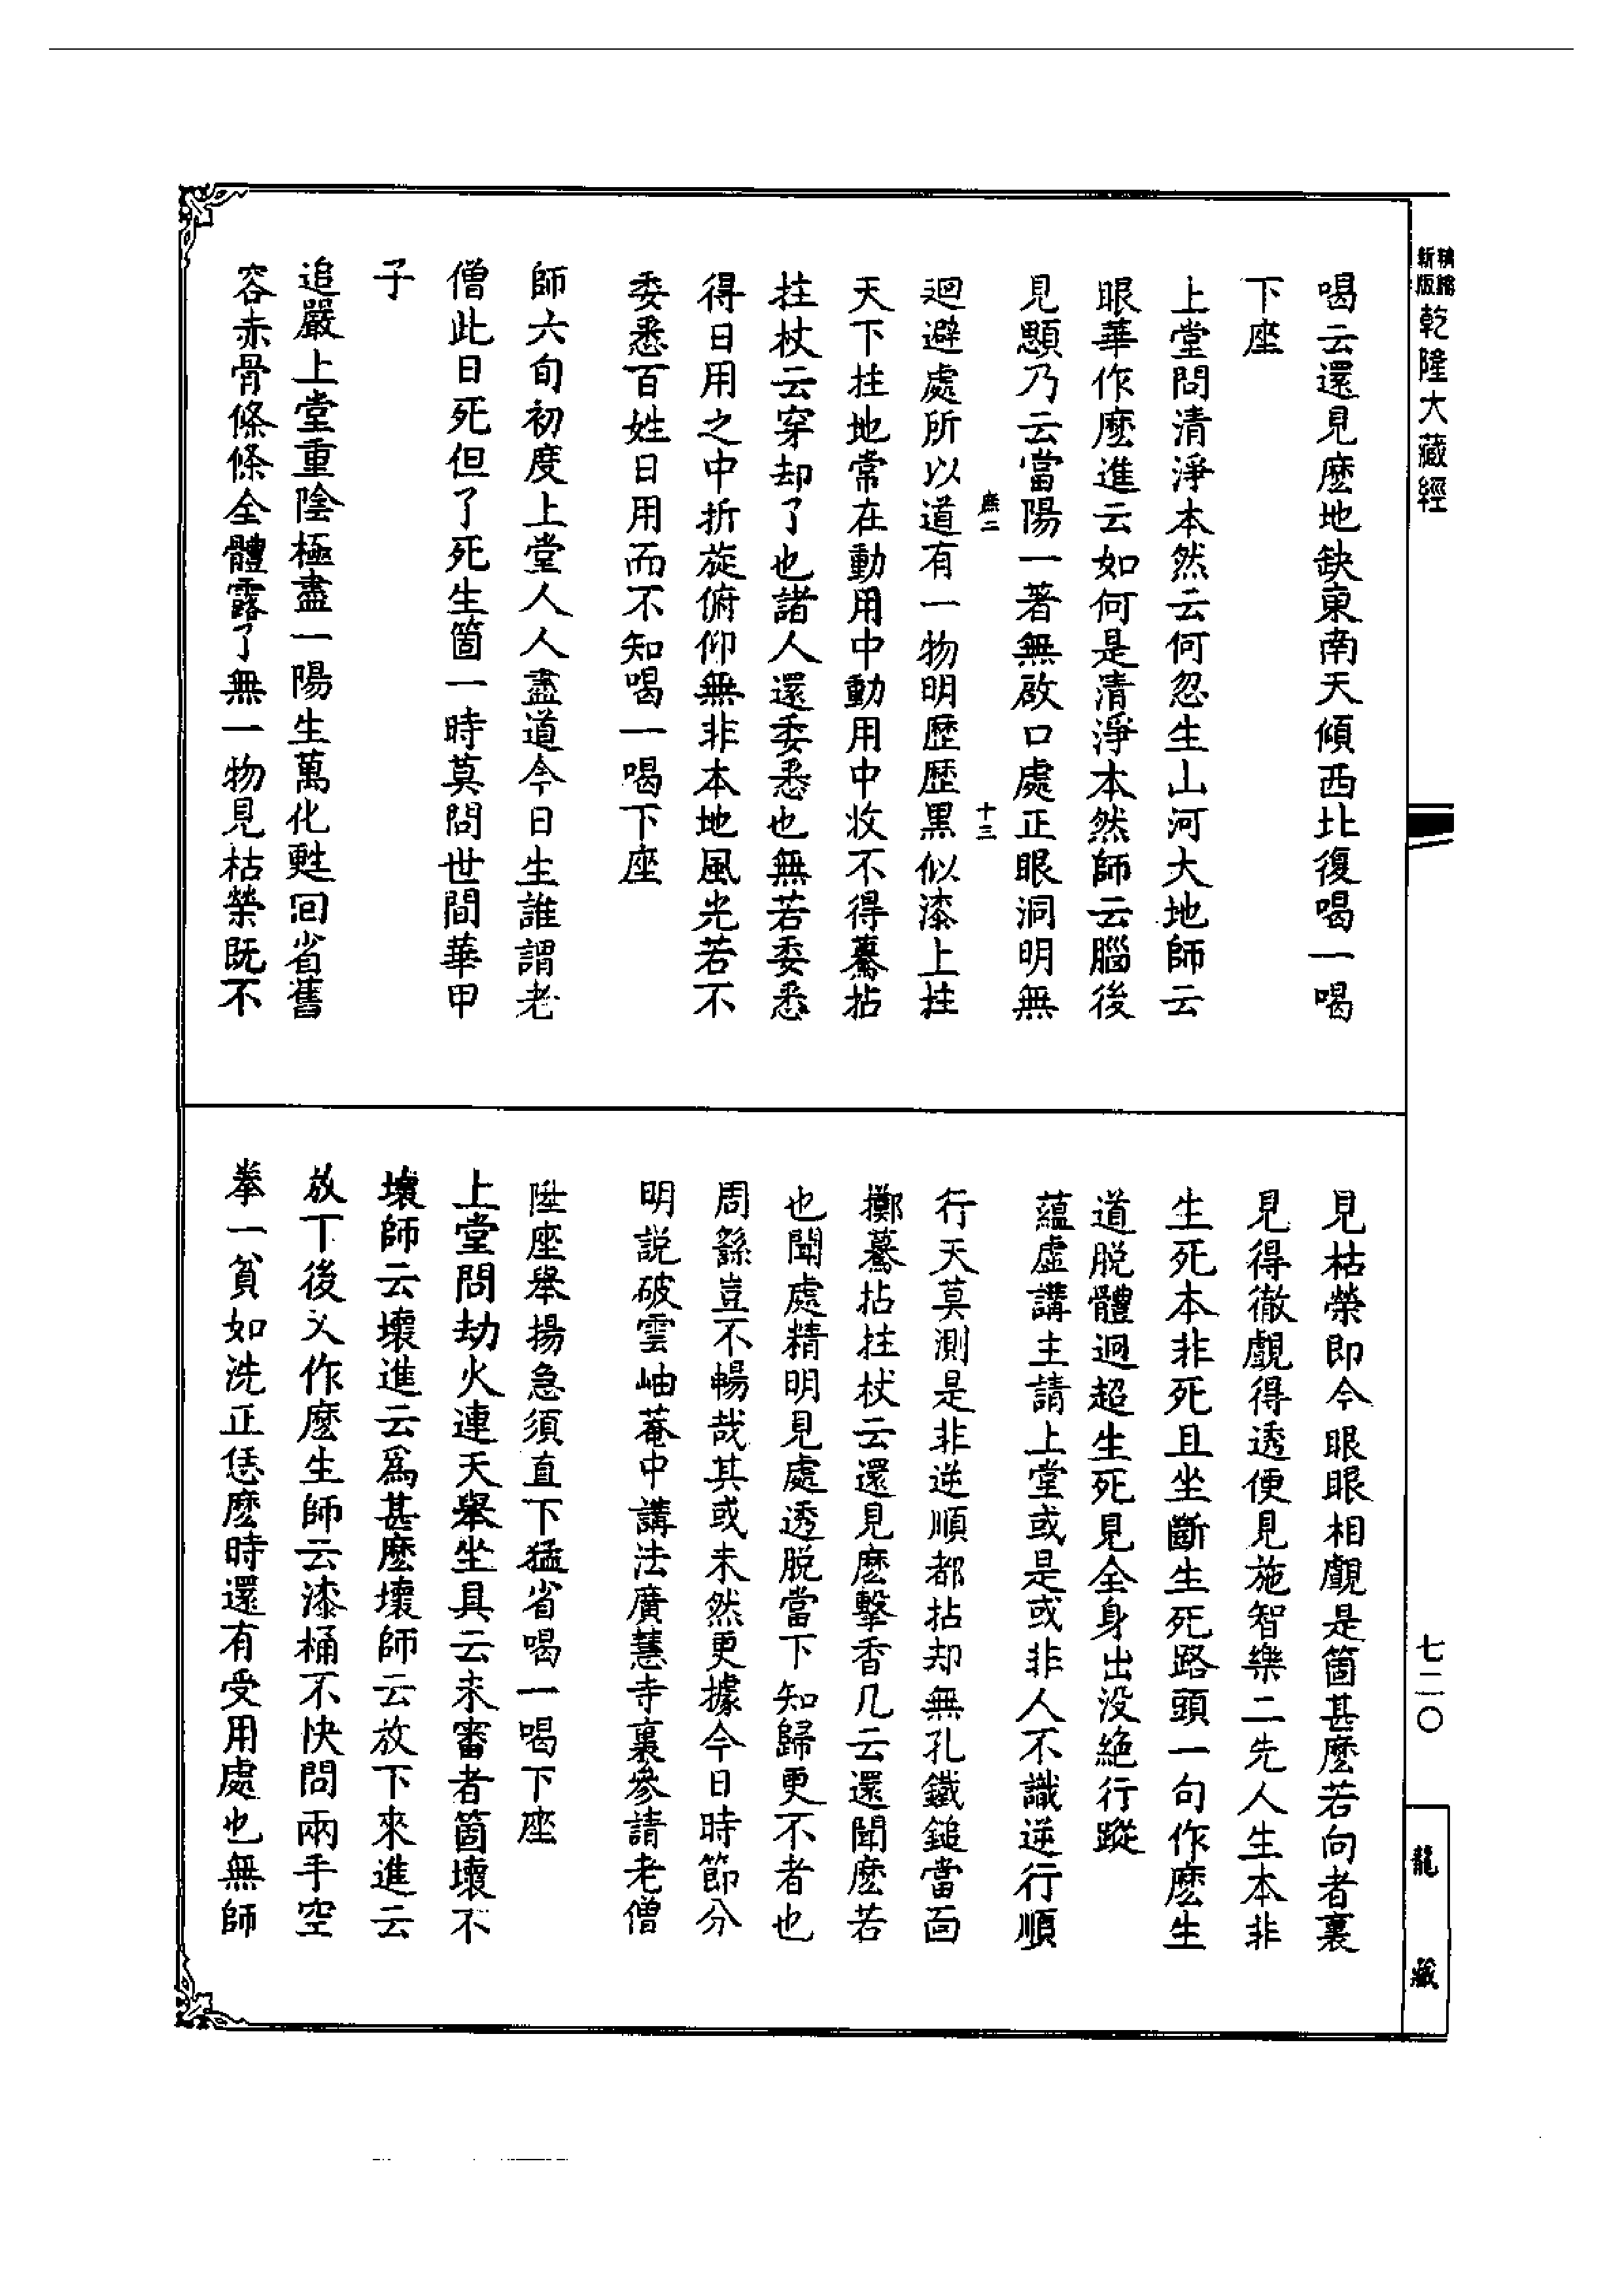 新版精縮乾隆大藏經
喝云還見麽地缺東南天傾西北復喝一喝
下座
上堂問清淨本然云何忽生山河大地師云
眼華作麽進云如何是清淨本然師云腦後
見顋乃云當陽一著無啟口處正眼洞明無
庶二 十三
迴避處所以道有一物明歷歷黑似漆上拄
天下拄地常在動用中動用中收不得驀拈
拄杖云穿却了也諸人還委悉也無若委悉
得日用之中折旋俯仰無非本地風光若不
委悉百姓日用而不知喝一喝下座
師六旬初度上堂人人盡道今日生誰謂老
僧此日死但了死生箇一時莫問世間華甲
子
追嚴上堂重陰極盡一陽生萬化甦回省舊
容赤骨條條全體露了無一物見枯榮既不
見枯榮即今眼眼相覷是箇甚麽若向者裏
見得徹覷得透便見施智樂二先人生本非
生死本非死且坐斷生死路頭一句作麽生
道脱體迥超生死見全身出没絶行蹤
蘊虛講主請上堂或是或非人不識逆行順
行天莫測是非逆順都拈却無孔鐵鎚當面
擲驀拈拄杖云還見麽擊香几云還聞麽若
也聞處精明見處透脱當下知歸更不者也
周繇豈不暢哉其或未然更據今日時節分
明説破雲岫菴中講法廣慧寺裏參請老僧
陞座舉揚急須直下猛省喝一喝下座
上堂問劫火連天舉坐具云未審者箇壞不
壞師云壞進云爲甚麽壞師云放下來進云
放下後又作麽生師云漆桶不快問兩手空
拳一貧如洗正恁麽時還有受用處也無師
七二〇
龍藏